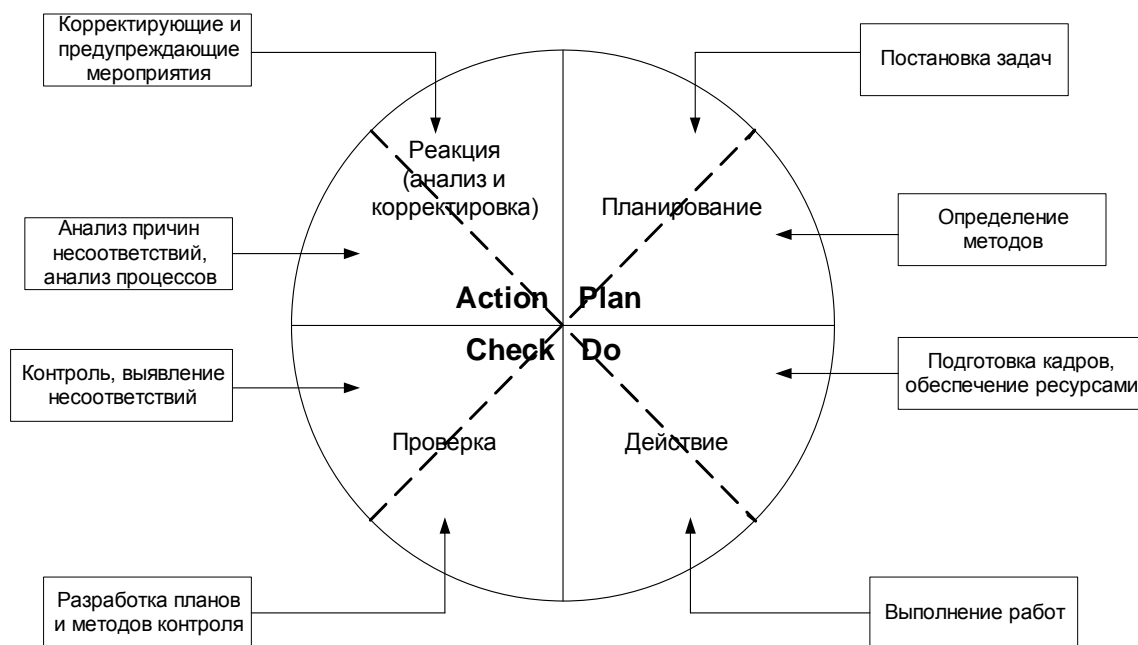 Корректирующие и
предупреждающие
мероприятия
Постановка задач
Реакция
(анализ и
корректировка)
Планирование
Анализ причин
несоответствий,
анализ процессов
Определение
методов
Action
Plan
Check
Do
Контроль, выявление
несоответствий
Подготовка кадров,
обеспечение ресурсами
Проверка
Действие
Разработка планов
и методов контроля
Выполнение работ